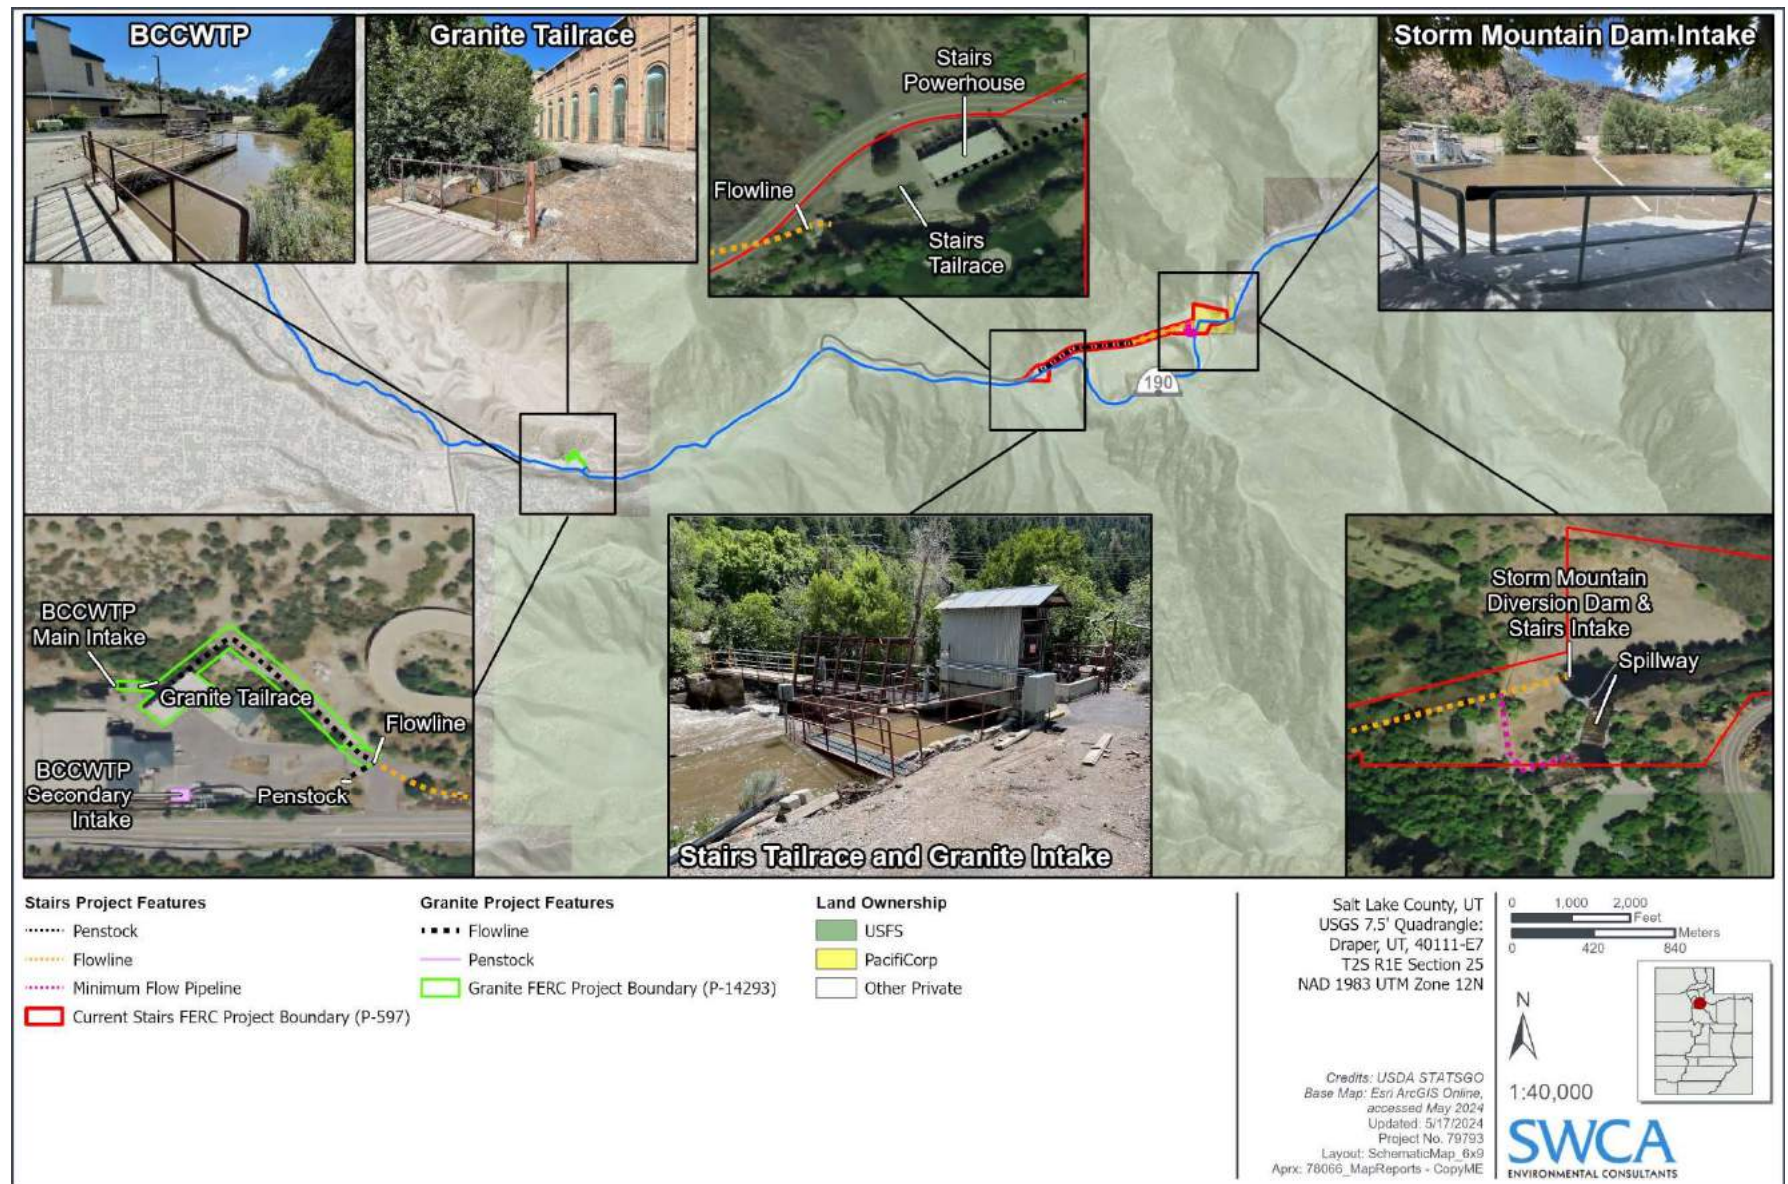 BCCWTP
Granite Tailrace
Stairs
Powerhouse
Flowline
Stairs
Tailrace
Storm Mountain Dam Intake
190
BCCWTP
Main Intake
Granite Tailrace
Flowline
BCCWTP
Secondary
Intake
Penstock
Stairs Tailrace and Granite Intake
Storm Mountain
Diversion Dam &
Stairs Intake
Spillway
Stairs Project Features
Penstock
Flowline
Minimum Flow Pipeline
Current Stairs FERC Project Boundary (P-597)
Granite Project Features
Flowline
Penstock
Granite FERC Project Boundary (P-14293)
Land Ownership
USFS
PacifiCorp
Other Private
Salt Lake County, UT
USGS 7.5' Quadrangle:
Draper, UT, 40111-E7
T2S R1E Section 25
NAD 1983 UTM Zone 12N
Credits: USDA STATSGO
Base Map: Esri ArcGIS Online,
accessed May 2024
Updated: 5/17/2024
Project No. 79793
Layout: SchematicMap_6x9
Aprx: 78066_MapReports - CopyME
0 1,000 2,000
Feet
Meters
0 420 840
N
1:40,000
SWCA
ENVIRONMENTAL CONSULTANTS